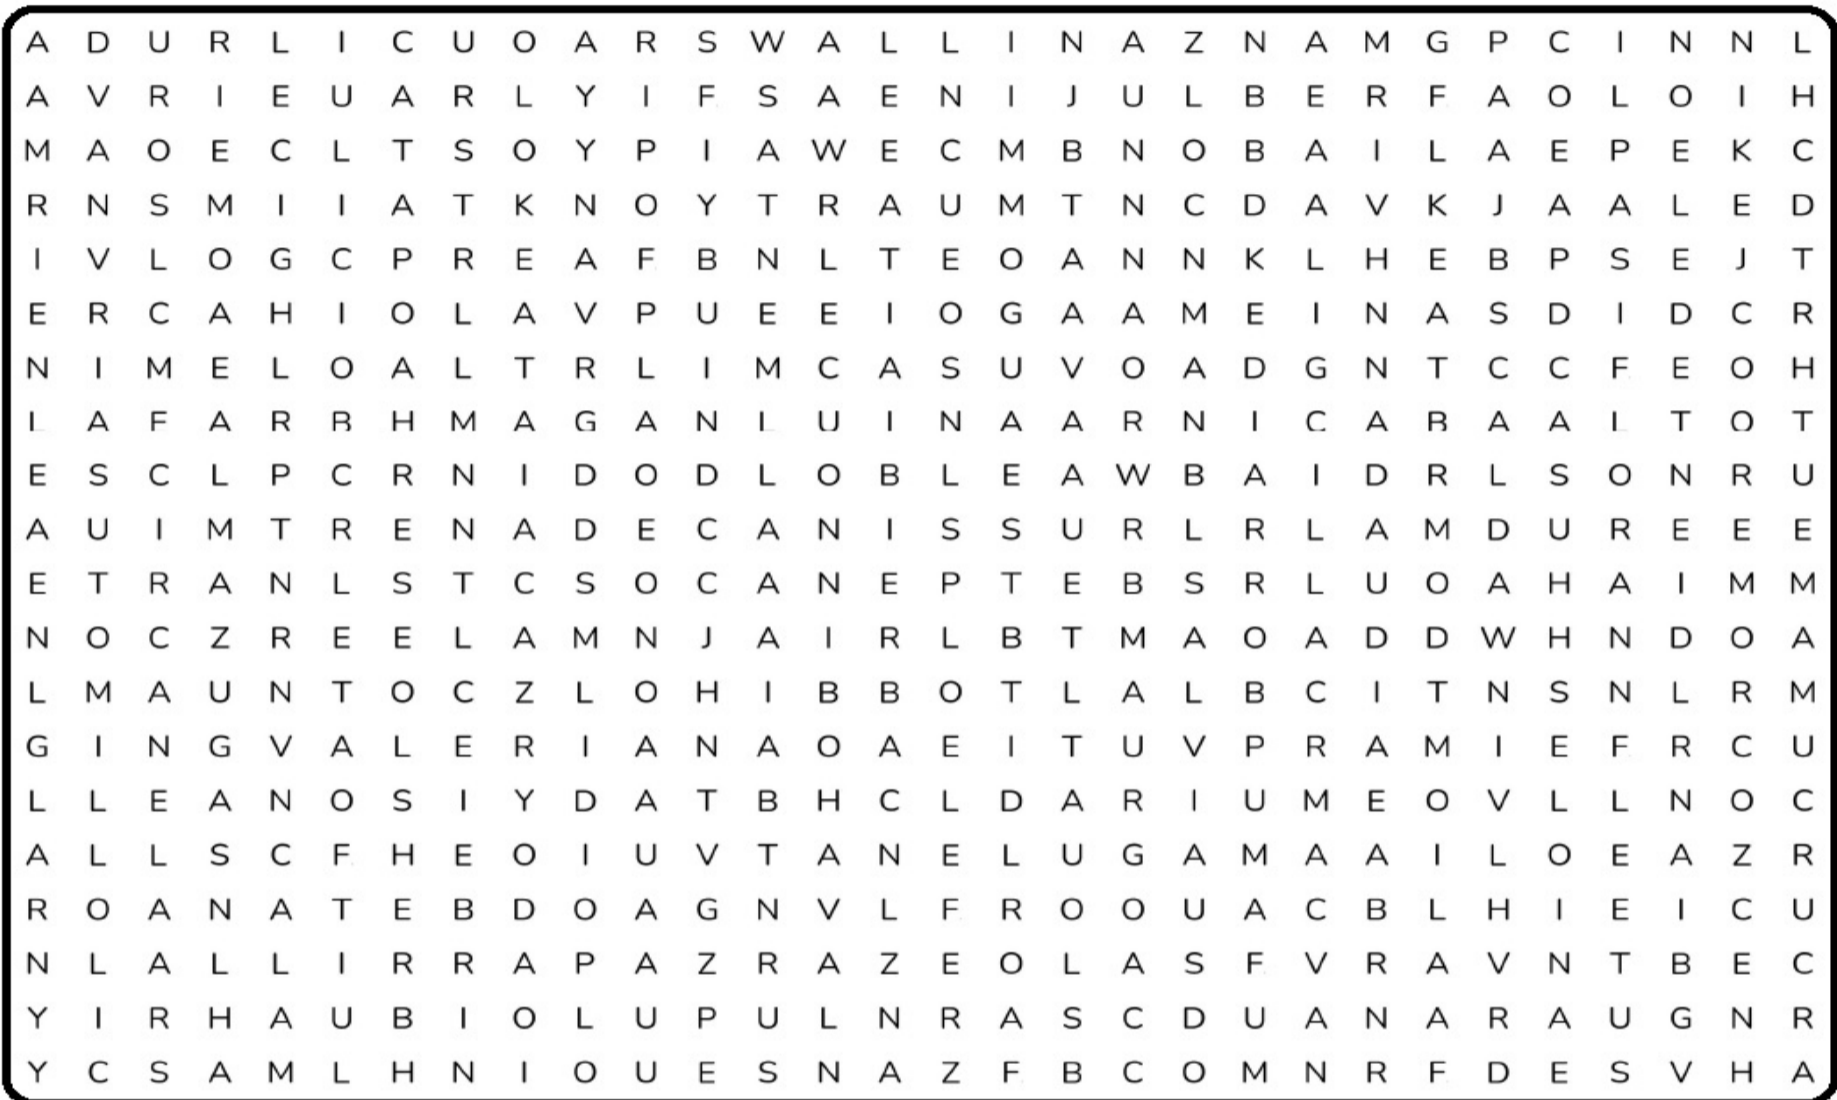 A D U R L I C U O A R S W A L L I N A Z N A M G P C I N N L
A V R I E U A R L Y I F S A E N I J U L B E R F A O L O I H
M A O E C L T S O Y P I A W E C M B N O B A I L A E P E K C
R N S M I I A T K N O Y T R A U M T N C D A V K J A A L E D
I V L O G C P R E A F B N L T E O A N N K L H E B P S E J T
E R C A H I O L A V P U E E I O G A A M E I N A S D I D C R
N I M E L O A L T R L I M C A S U V O A D G N T C C F E O H
L A F A R R H M A G A N L U I N A A R N I C A R A A L T O T
E S C L P C R N I D O D L O B L E A W B A I D R L S O N R U
A U I M T R E N A D E C A N I S S U R L R L A M D U R E E E
E T R A N L S T C S O C A N E P T E B S R L U O A H A I M M
N O C Z R E E L A M N J A I R L B T M A O A D D W H N D O A
L M A U N T O C Z L O H I B B O T L A L B C I T N S N L R M
G I N G V A L E R I A N A O A E I T U V P R A M I E F R C U
L L E A N O S I Y D A T B H C L D A R I U M E O V L L N O C
A L L S C F H E O I U V T A N E L U G A M A A I L O E A Z R
R O A N A T E B D O A G N V L F R O O U A C B L H I E I C U
N L A L L I R R A P A Z R A Z E O L A S F V R A V N T B E C
Y I R H A U B I O L U P U L N R A S C D U A N A R A U G N R
Y C S A M L H N I O U E S N A Z F B C O M N R F D E S V H A